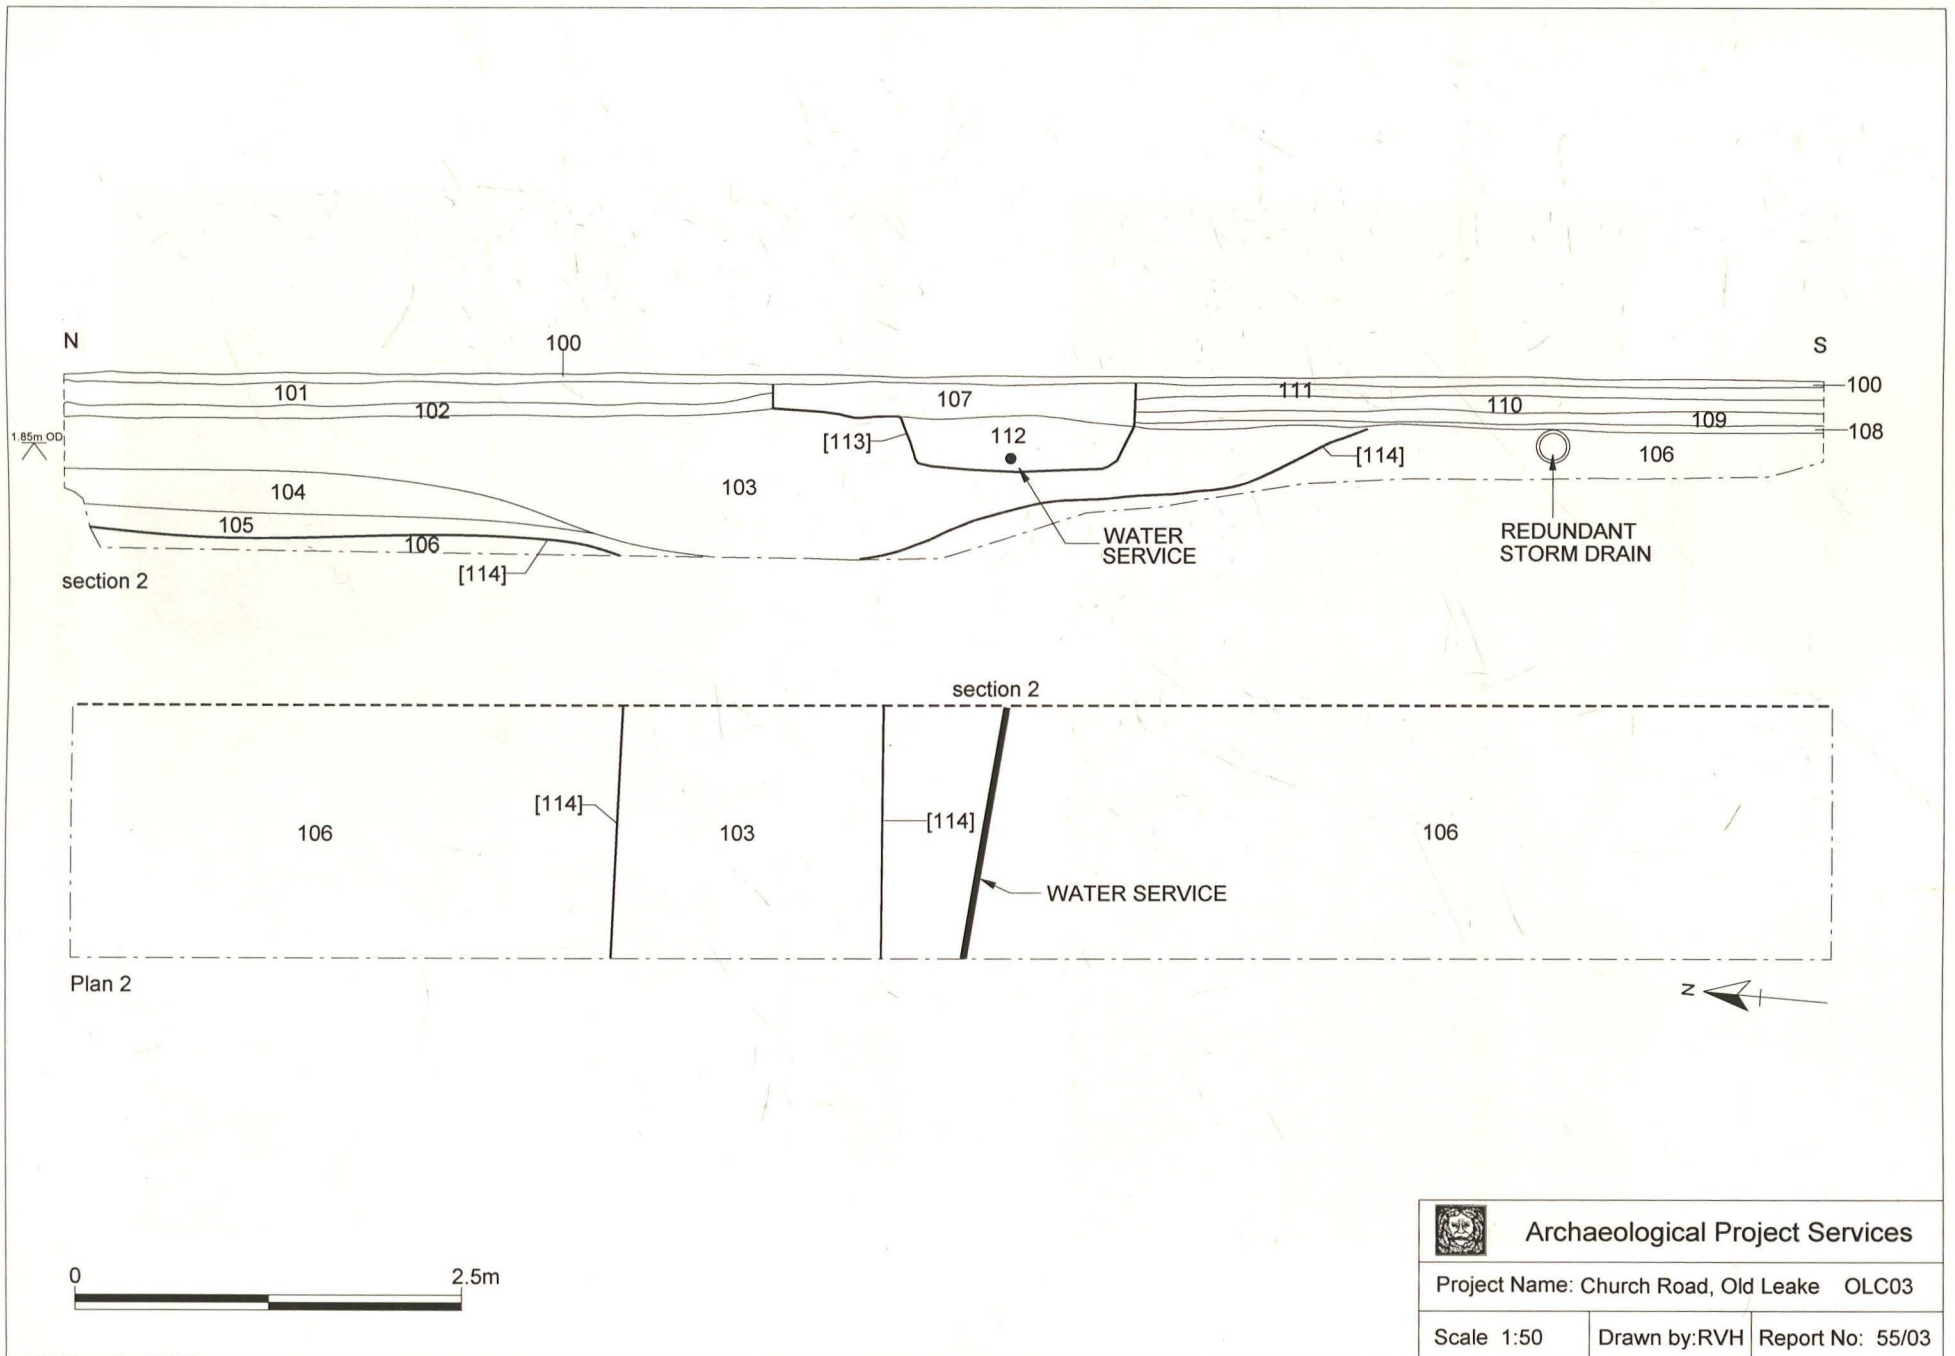 N
100
S
101
102
107
111
100
110
109
108
1.85m OD
[113]
112
[114]
106
103
104
105
106
[114]
WATER
SERVICE
REDUNDANT
STORM DRAIN
section 2
section 2
[114]
106
103
[114]
106
WATER SERVICE
Plan 2
N
0 2.5m
Archaeological Project Services
Project Name: Church Road, Old Leake OLC03
Scale 1:50 Drawn by:RVH Report No: 55/03